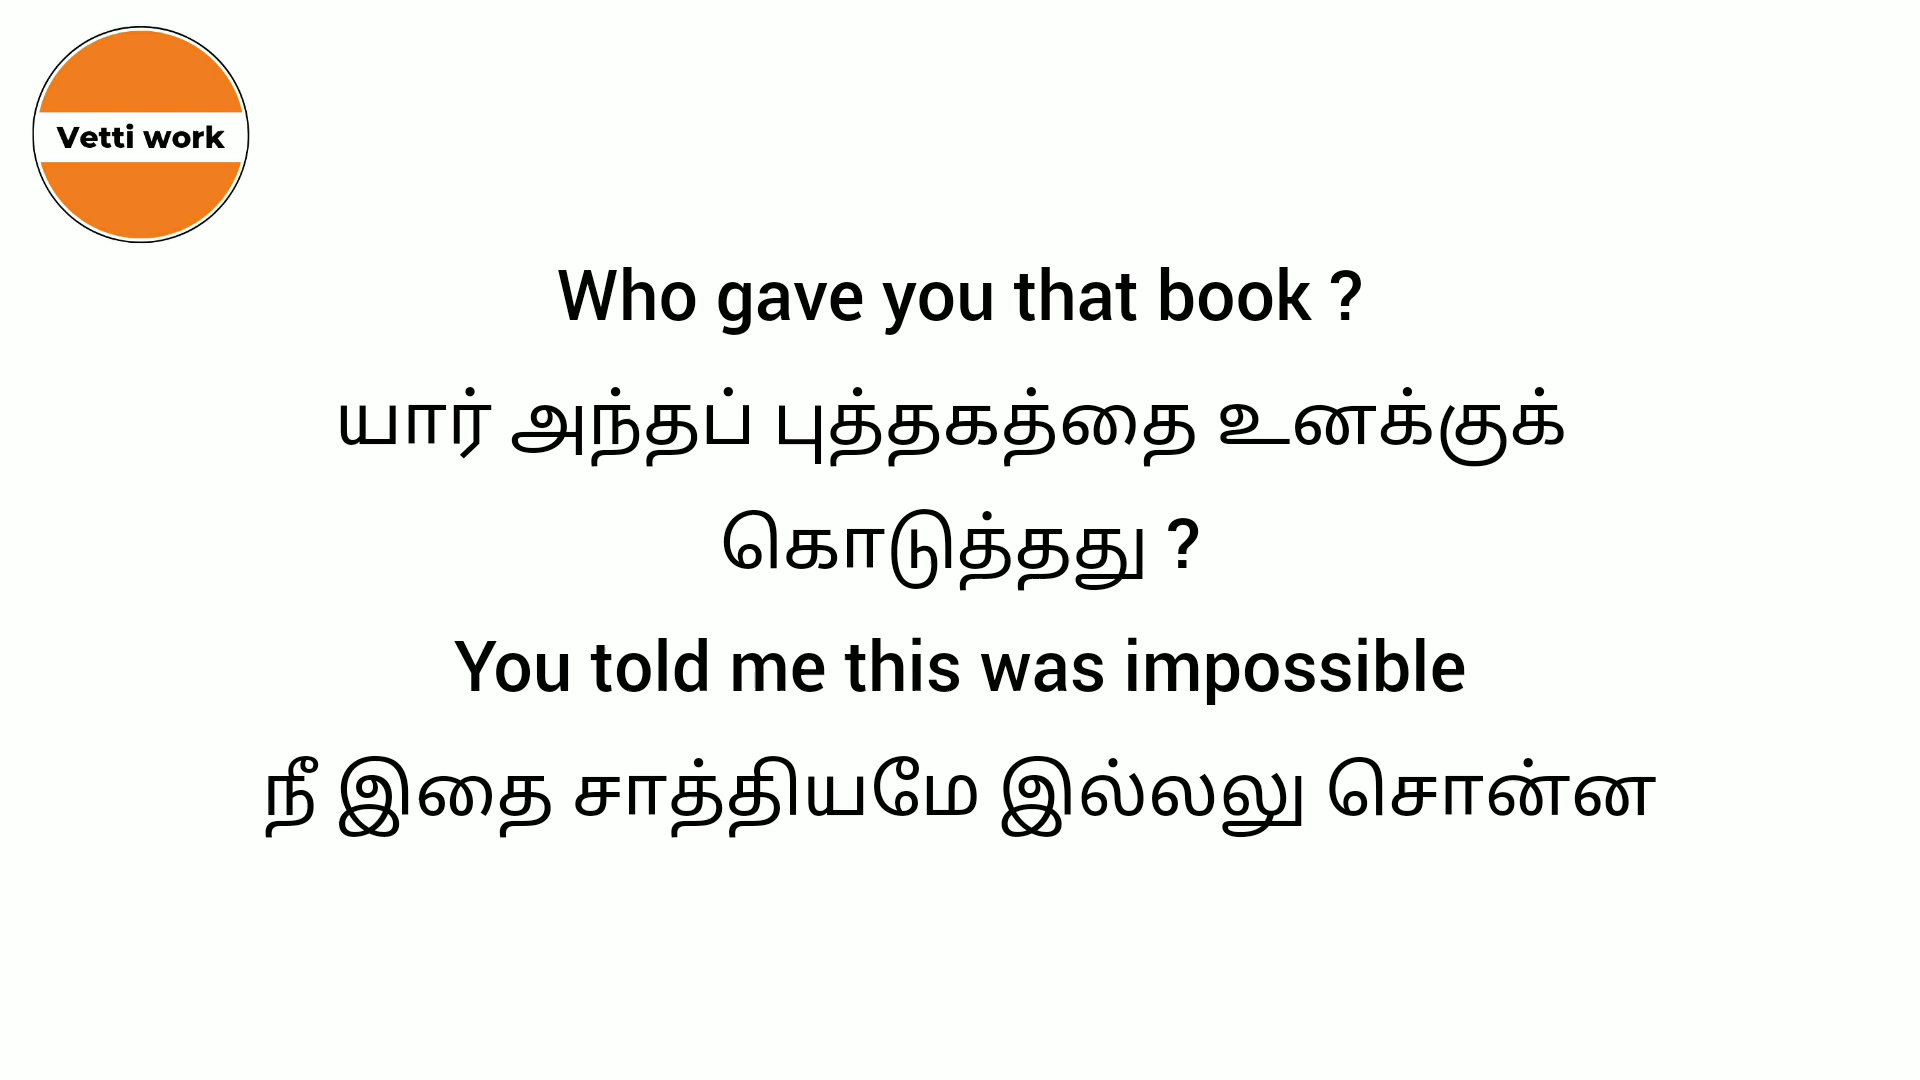 Vetti work
Who gave you that book ?
யார் அந்தப் புத்தகத்தை உனக்குக்
கொடுத்தது ?
You told me this was impossible
நீ இதை சாத்தியமே இல்லலு சொன்ன